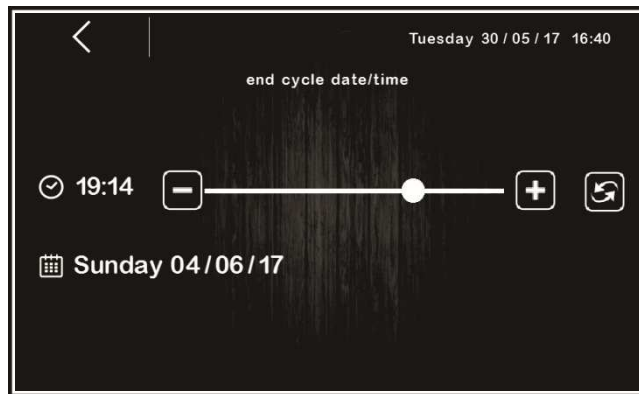 Tuesday 30 / 05 / 17 16:40
end cycle date/time
19:14
Sunday 04 / 06 / 17